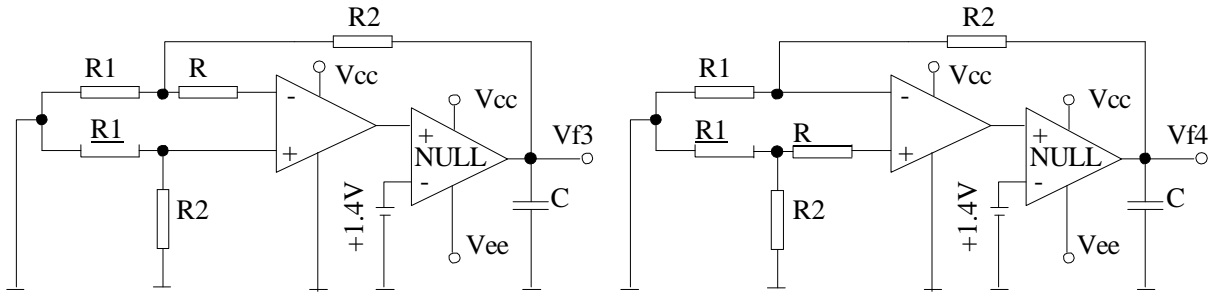 R2
R1
R
Vcc
Vcc
-
+
R1
+
NULL
-
Vf3
R2
+1.4V
C
Vee
R2
R1
Vcc
Vcc
-
+
R1
R
+
NULL
-
Vf4
R2
+1.4V
C
Vee